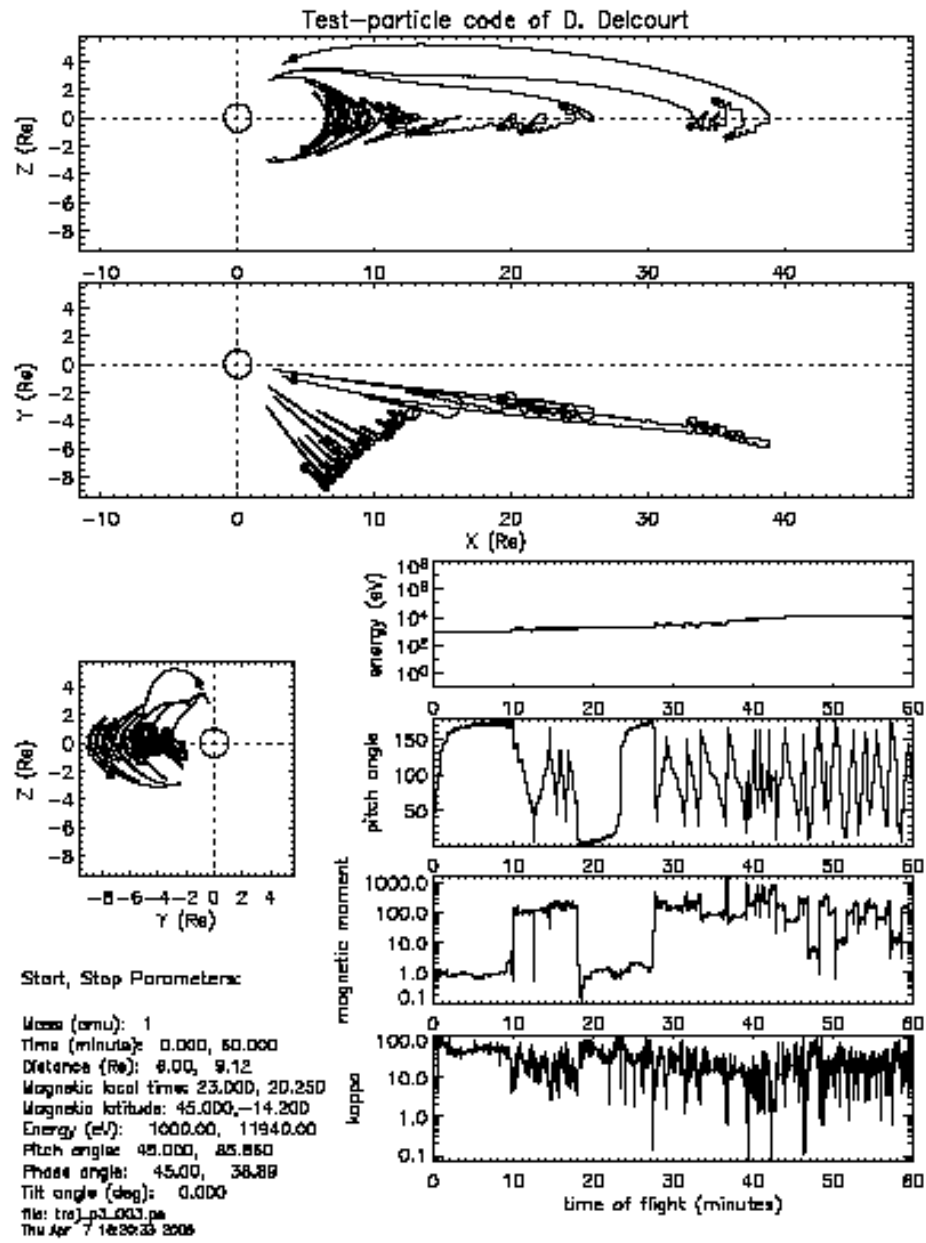 Test-particle code of D. Delcourt
Z (Re)
4
2
0
-2
-4
-6
-8
-10 0 10 20 30 40
Y (Re)
4
2
0
-2
-4
-6
-8
-10 0 10 20 30 40
X (Re)
energy (eV)
10^8
10^6
10^4
10^2
10^0
0 10 20 30 40 50 60
Z (Re)
4
2
0
-2
-4
-6
-8
-8 -6 -4 -2 0 2 4
Y (Re)
pitch angle
150
100
50
0 10 20 30 40 50 60
magnetic moment
1000.0
100.0
10.0
1.0
0.1
0 10 20 30 40 50 60
kappa
100.0
10.0
1.0
0.1
0 10 20 30 40 50 60
time of flight (minutes)
Start, Stop Parameters:
Mass (amu): 1
Time (minute): 0.000, 60.000
Distance (Re): 6.00, 9.12
Magnetic local time: 23.000, 20.250
Magnetic latitude: 45.000,-14.200
Energy (eV): 1000.00, 11940.00
Pitch angle: 45.000,
Phase angle: 45.00, 38.89
Tilt angle (deg): 0.000
file:
Thu Apr 7